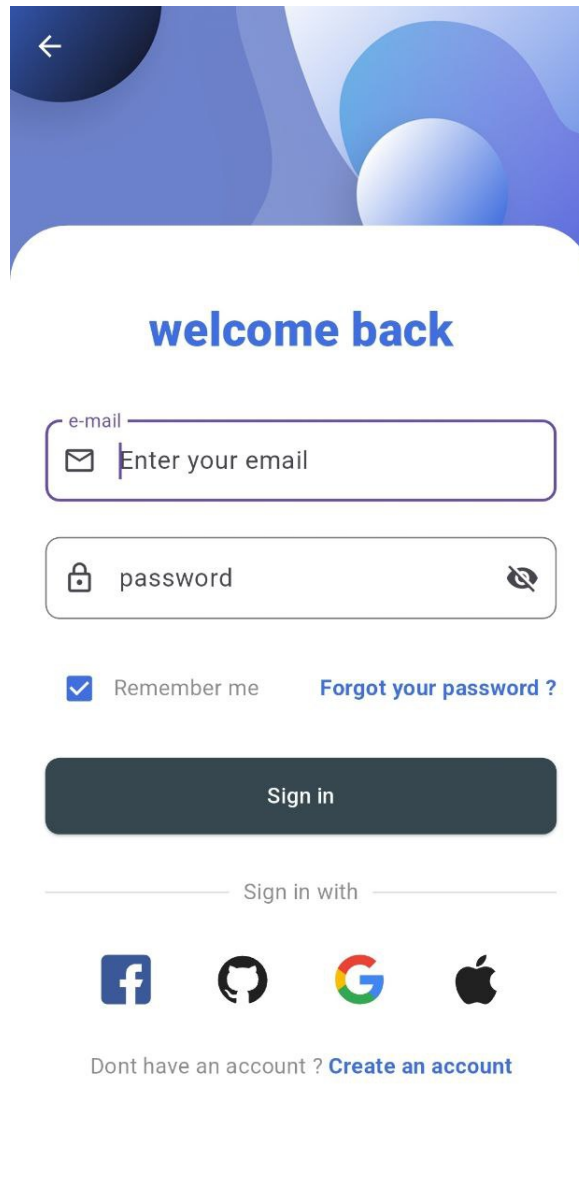 welcome back
e-mail
Enter your email
password
Remember me Forgot your password ?
Sign in
Sign in with
Dont have an account ? Create an account